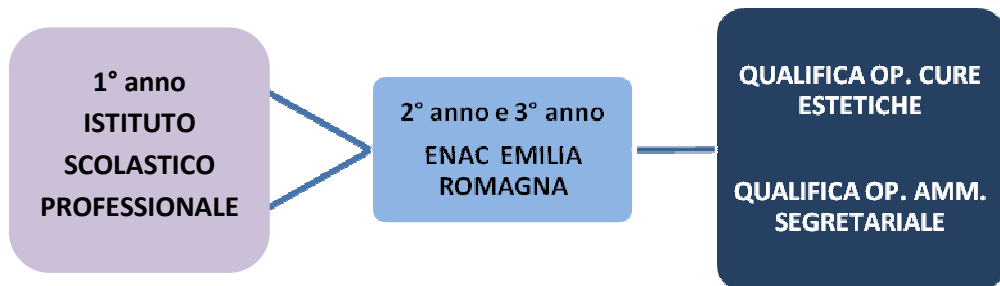 1° anno
ISTITUTO
SCOLASTICO
PROFESSIONALE
2° anno e 3° anno
ENAC EMILIA
ROMAGNA
QUALIFICA OP. CURE
ESTETICHE
QUALIFICA OP. AMM.
SEGRETARIALE